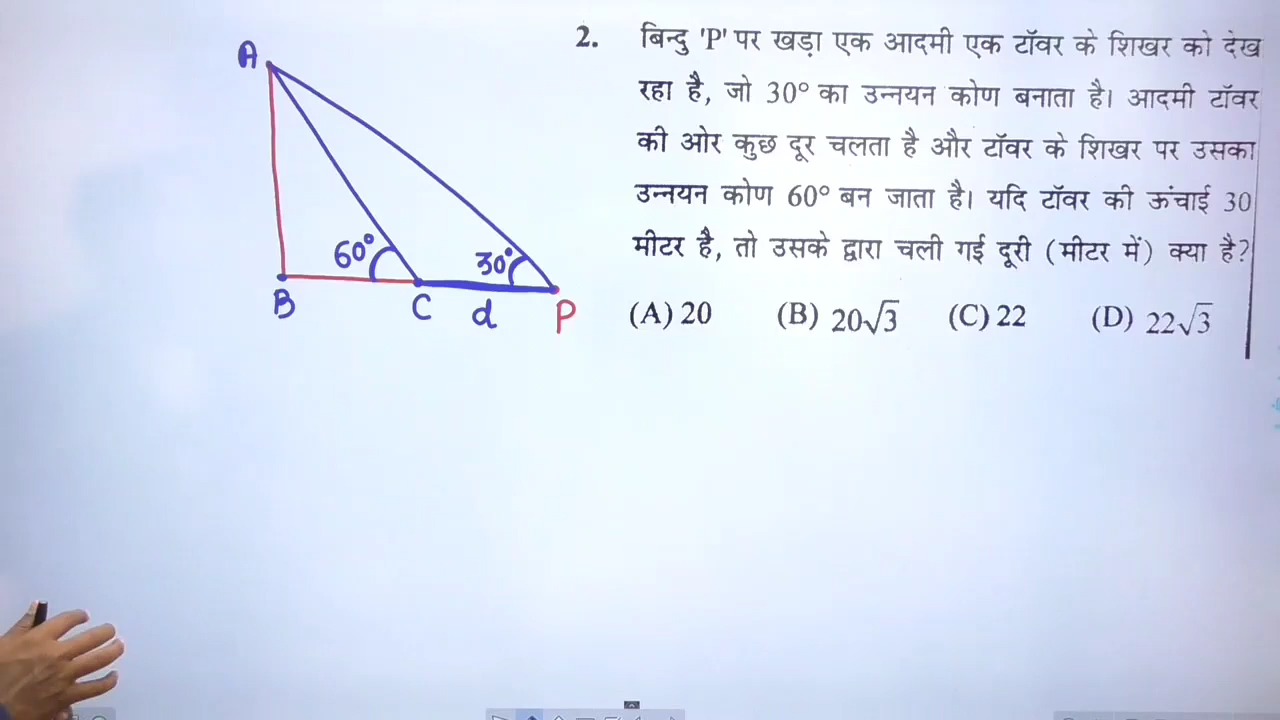 2. बिन्दु 'P' पर खड़ा एक आदमी एक टॉवर के शिखर को देख
रहा है, जो 30° का उन्नयन कोण बनाता है। आदमी टॉवर
की ओर कुछ दूर चलता है और टॉवर के शिखर पर उसका
उन्नयन कोण 60° बन जाता है। यदि टॉवर की ऊंचाई 30
मीटर है, तो उसके द्वारा चली गई दूरी (मीटर में) क्या है?
(A) 20 (B) 20√3 (C) 22 (D) 22√3
A
60° 30°
B C d P